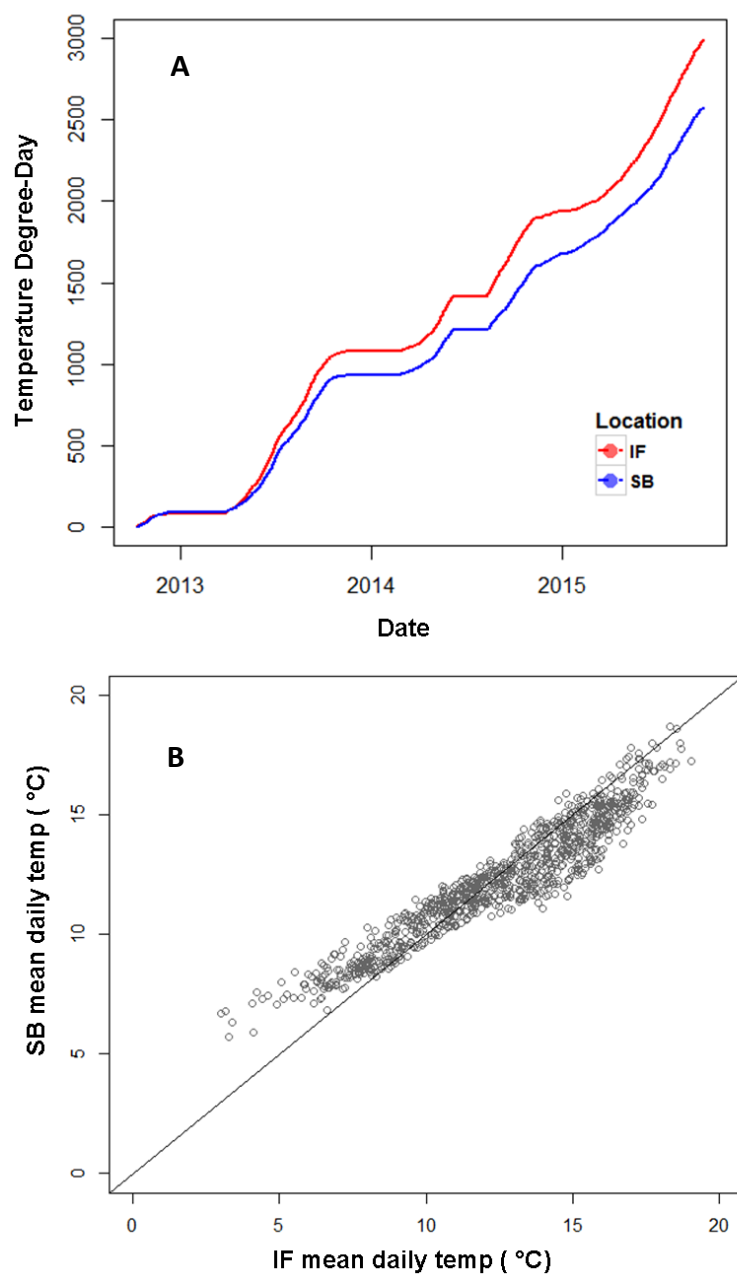 A
Temperature Degree-Day
3000
2500
2000
1500
1000
500
0
Location
IF
SB
2013 2014 2015
Date
B
SB mean daily temp ( °C)
20
15
10
5
0
0 5 10 15 20
IF mean daily temp ( °C)